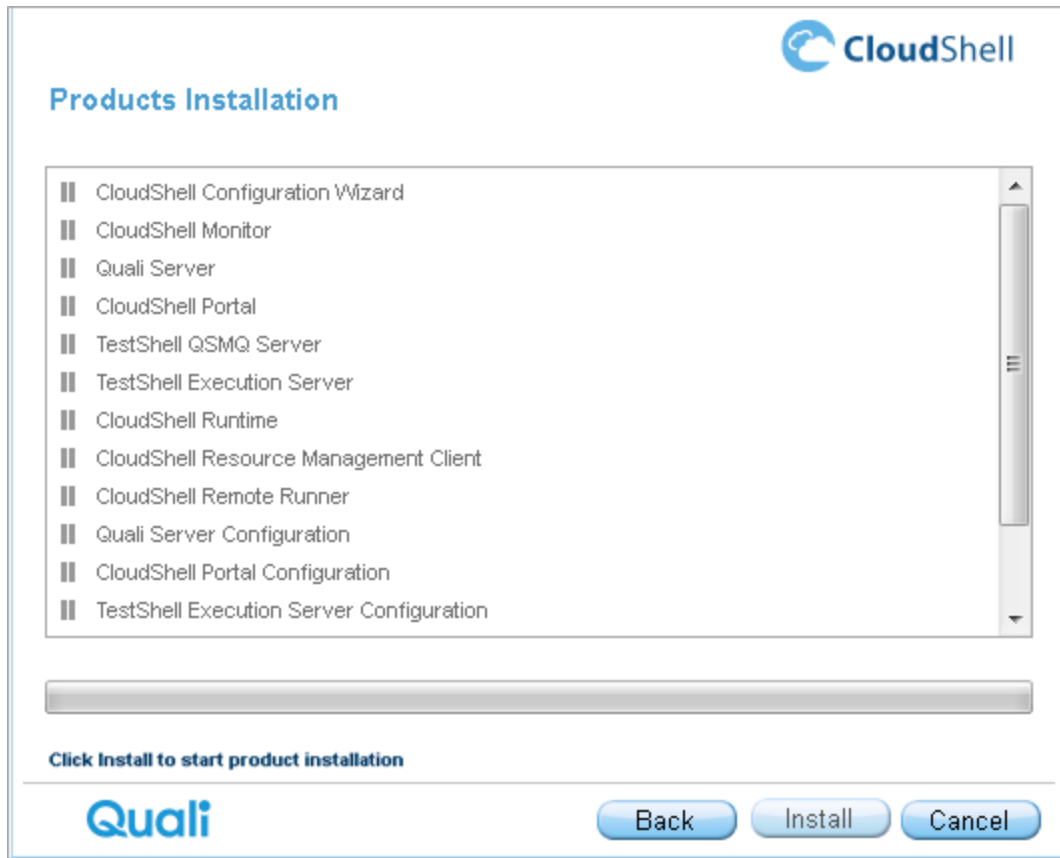 CloudShell
Products Installation
CloudShell Configuration Wizard
CloudShell Monitor
Quali Server
CloudShell Portal
TestShell QSMQ Server
TestShell Execution Server
CloudShell Runtime
CloudShell Resource Management Client
CloudShell Remote Runner
Quali Server Configuration
CloudShell Portal Configuration
TestShell Execution Server Configuration
Click Install to start product installation
Quali Back Install Cancel